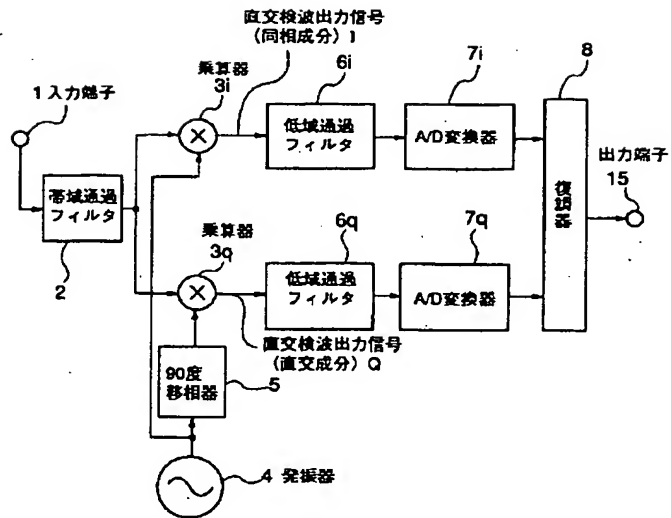 直交検波出力信号
(同相成分) I
乗算器
3i
6i
7i
8
1 入力端子
低域通過
フィルタ
A/D変換器
出力端子
15
帯域通過
フィルタ
2
復調器
乗算器
3q
6q
7q
低域通過
フィルタ
A/D変換器
直交検波出力信号
(直交成分) Q
90度
移相器
5
4 発振器